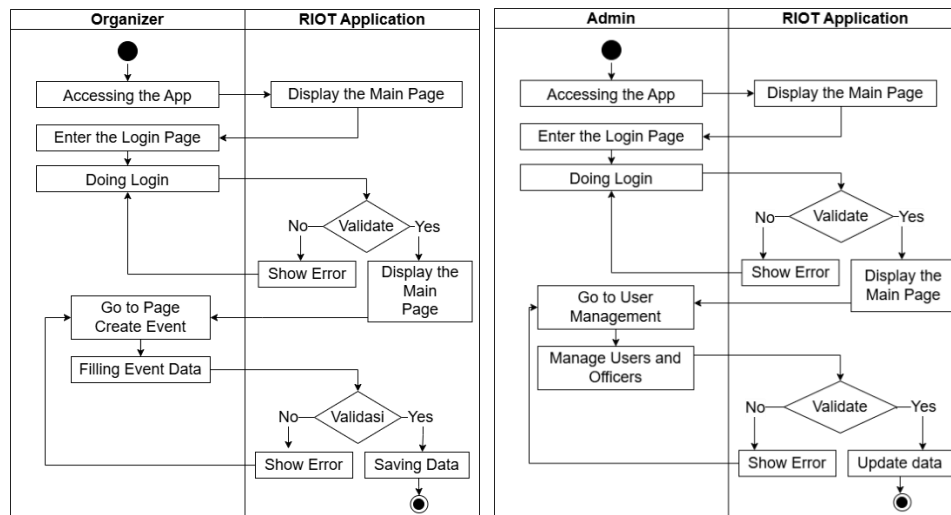 Organizer
RIOT Application
Accessing the App
Display the Main Page
Enter the Login Page
Doing Login
Validate
No
Yes
Show Error
Display the
Main
Page
Go to Page
Create Event
Filling Event Data
Validasi
No
Yes
Show Error
Saving Data
Admin
RIOT Application
Accessing the App
Display the Main Page
Enter the Login Page
Doing Login
Validate
No
Yes
Show Error
Display the
Main Page
Go to User
Management
Manage Users and
Officers
Validate
No
Yes
Show Error
Update data